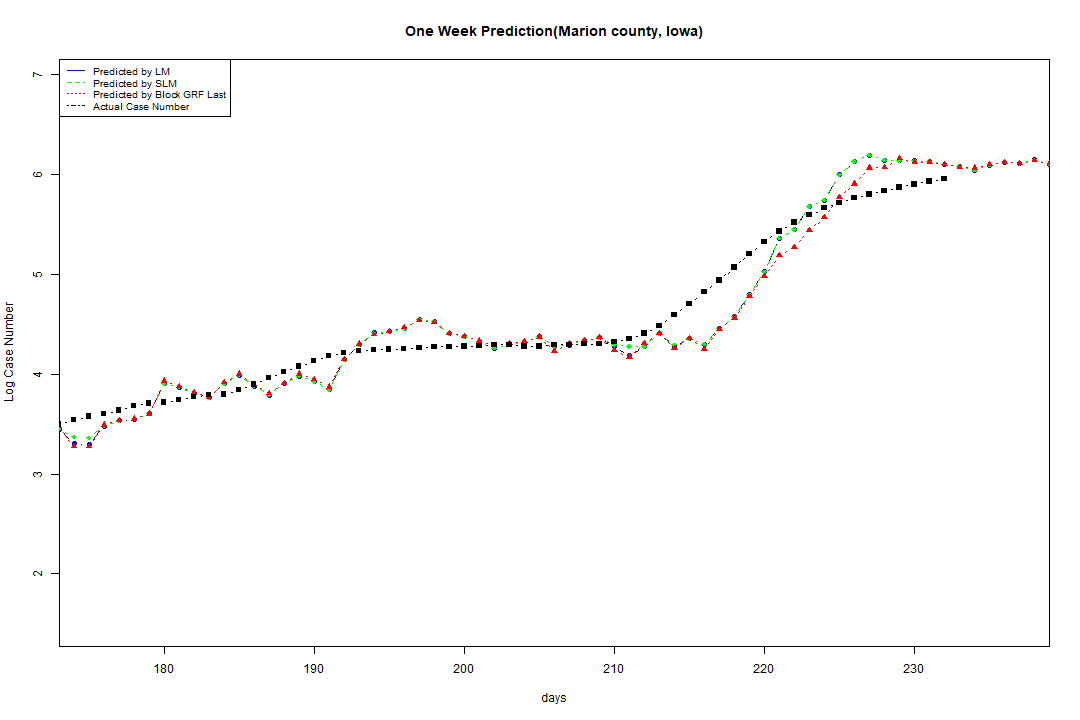 One Week Prediction(Marion county, Iowa)
Predicted by LM
Predicted by SLM
Predicted by Block GRF Last
Actual Case Number
7
6
5
4
3
2
Log Case Number
180 190 200 210 220 230
days